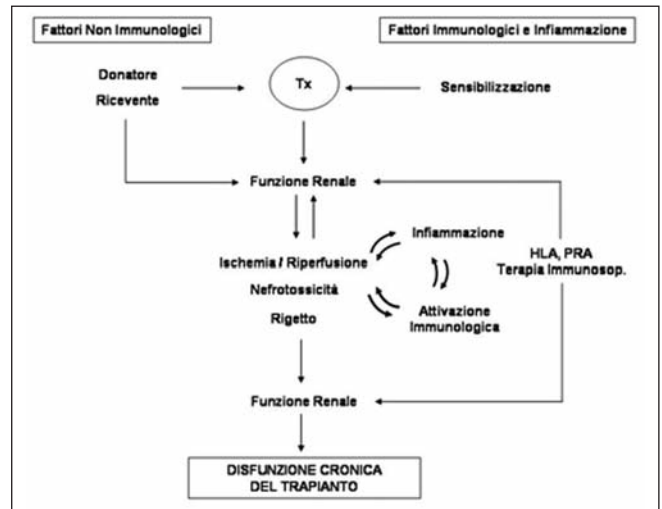 Fattori Non Immunologici
Fattori Immunologici e Infiammazione
Donatore
Ricevente
Tx
Sensibilizzazione
Funzione Renale
Ischemia / Riperfusione
Nefrotossicità
Rigetto
Infiammazione
Attivazione
Immunologica
HLA, PRA
Terapia Immunosop.
Funzione Renale
DISFUNZIONE CRONICA
DEL TRAPIANTO